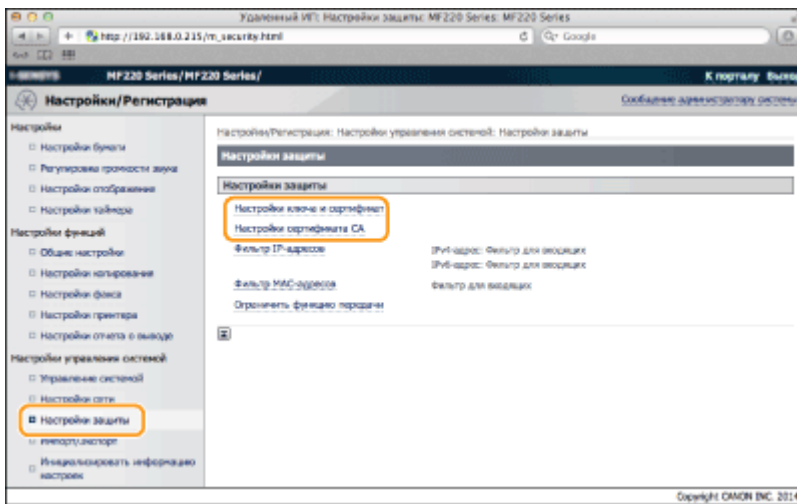 Удаленный ИП: Настройки защиты: MF220 Series: MF220 Series
http://192.168.0.215/m_security.html
Google
MF220 Series/MF220 Series/
К порталу
Настройки/Регистрация
Сообщение администратору системы
Настройки
Настройки/Регистрация: Настройки управления системой: Настройки защиты
Настройки бумаги
Настройки защиты
Регулировка громкости звука
Настройки отображения
Настройки защиты
Настройки таймера
Настройки ключа и сертификат
Настройки сертификата CA
Настройки функций
Фильтр IP-адресов
IPv4-адрес: Фильтр для входящих
IPv6-адрес: Фильтр для входящих
Общие настройки
Настройки копирования
Фильтр MAC-адресов
Фильтр для входящих
Настройки факса
Ограничить функцию передачи
Настройки принтера
Настройки отчета о выводе
Настройки управления системой
Управление системой
Настройки сети
Настройки защиты
Импорт/экспорт
Инициализировать информацию
настроек
Copyright CANON INC. 2014